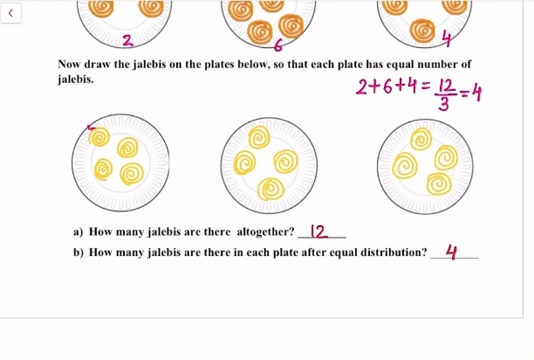 2
6
4
Now draw the jalebis on the plates below, so that each plate has equal number of
jalebis.
2+6+4 = 12/3 = 4
a) How many jalebis are there altogether? 12
b) How many jalebis are there in each plate after equal distribution? 4